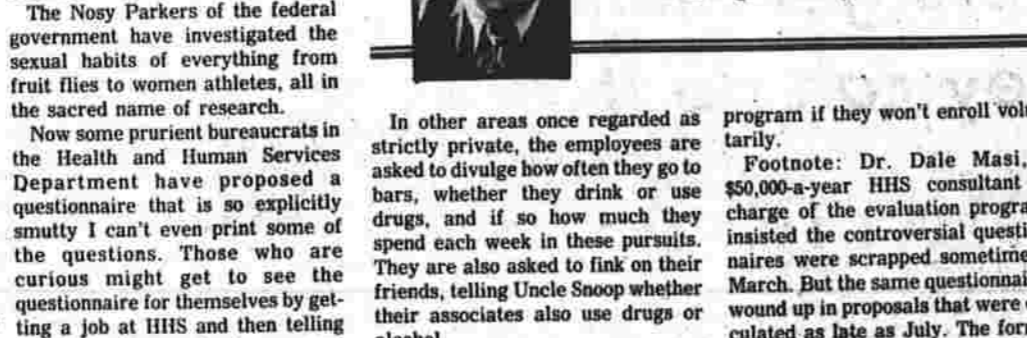 The Nosy Parkers of the federal
government have investigated the
sexual habits of everything from
fruit flies to women athletes, all in
the sacred name of research.
Now some prurient bureaucrats in
the Health and Human Services
Department have proposed a
questionnaire that is so explicitly
smutty I can't even print some of
the questions. Those who are
curious might get to see the
questionnaire for themselves by get-
ting a job at HHS and then telling
In other areas once regarded as
strictly private, the employees are
asked to divulge how often they go to
bars, whether they drink or use
drugs, and if so how much they
spend each week in these pursuits.
They are also asked to fink on their
friends, telling Uncle Snoop whether
their associates also use drugs or
program if they won't enroll
tarily.
Footnote: Dr. Dale Masi,
$50,000-a-year HHS consultant
charge of the evaluation
insisted the controversial
naires were scrapped
March. But the same
wound up in proposals that were
culated as late as July. The